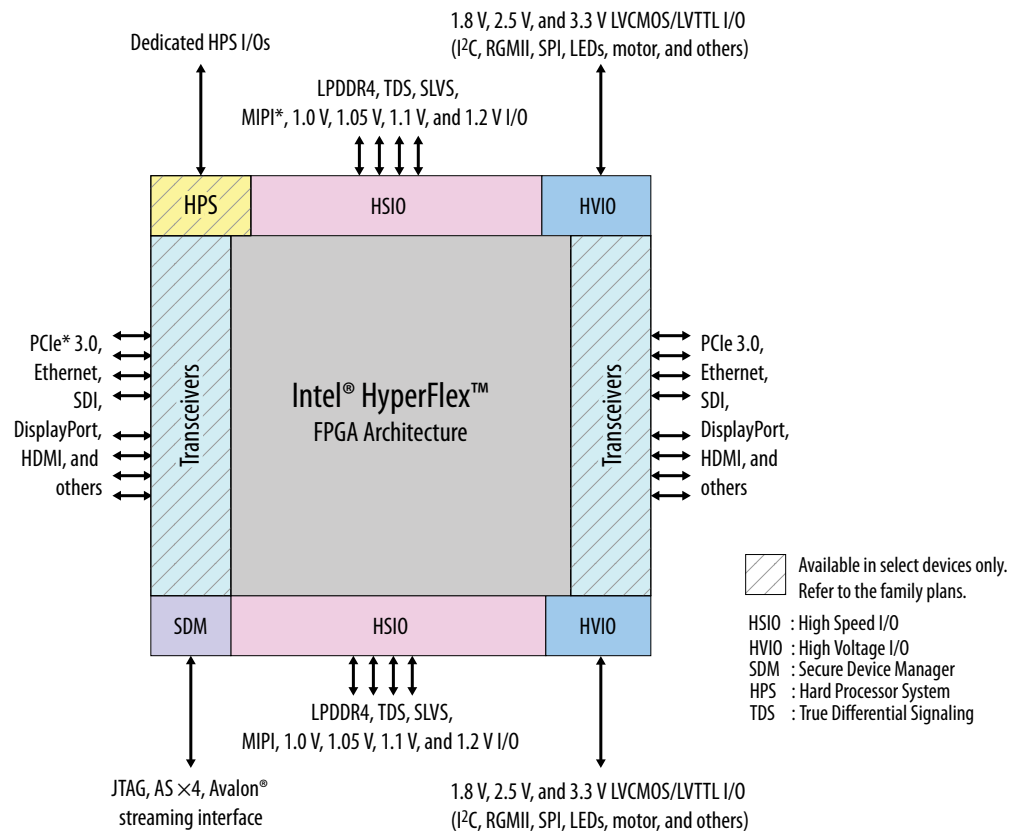 Dedicated HPS I/Os
1.8 V, 2.5 V, and 3.3 V LVCMOS/LVTTL I/O
(I²C, RGMII, SPI, LEDs, motor, and others)
LPDDR4, TDS, SLVS,
MIPI*, 1.0 V, 1.05 V, 1.1 V, and 1.2 V I/O
HPS
HSIO
HVIO
PCIe* 3.0,
Ethernet,
SDI,
DisplayPort,
HDMI, and
others
Transceivers
Intel® HyperFlex™
FPGA Architecture
Transceivers
PCIe 3.0,
Ethernet,
SDI,
DisplayPort,
HDMI, and
others
SDM
HSIO
HVIO
LPDDR4, TDS, SLVS,
MIPI, 1.0 V, 1.05 V, 1.1 V, and 1.2 V I/O
JTAG, AS ×4, Avalon®
streaming interface
1.8 V, 2.5 V, and 3.3 V LVCMOS/LVTTL I/O
(I²C, RGMII, SPI, LEDs, motor, and others)
Available in select devices only.
Refer to the family plans.
HSIO : High Speed I/O
HVIO : High Voltage I/O
SDM : Secure Device Manager
HPS : Hard Processor System
TDS : True Differential Signaling